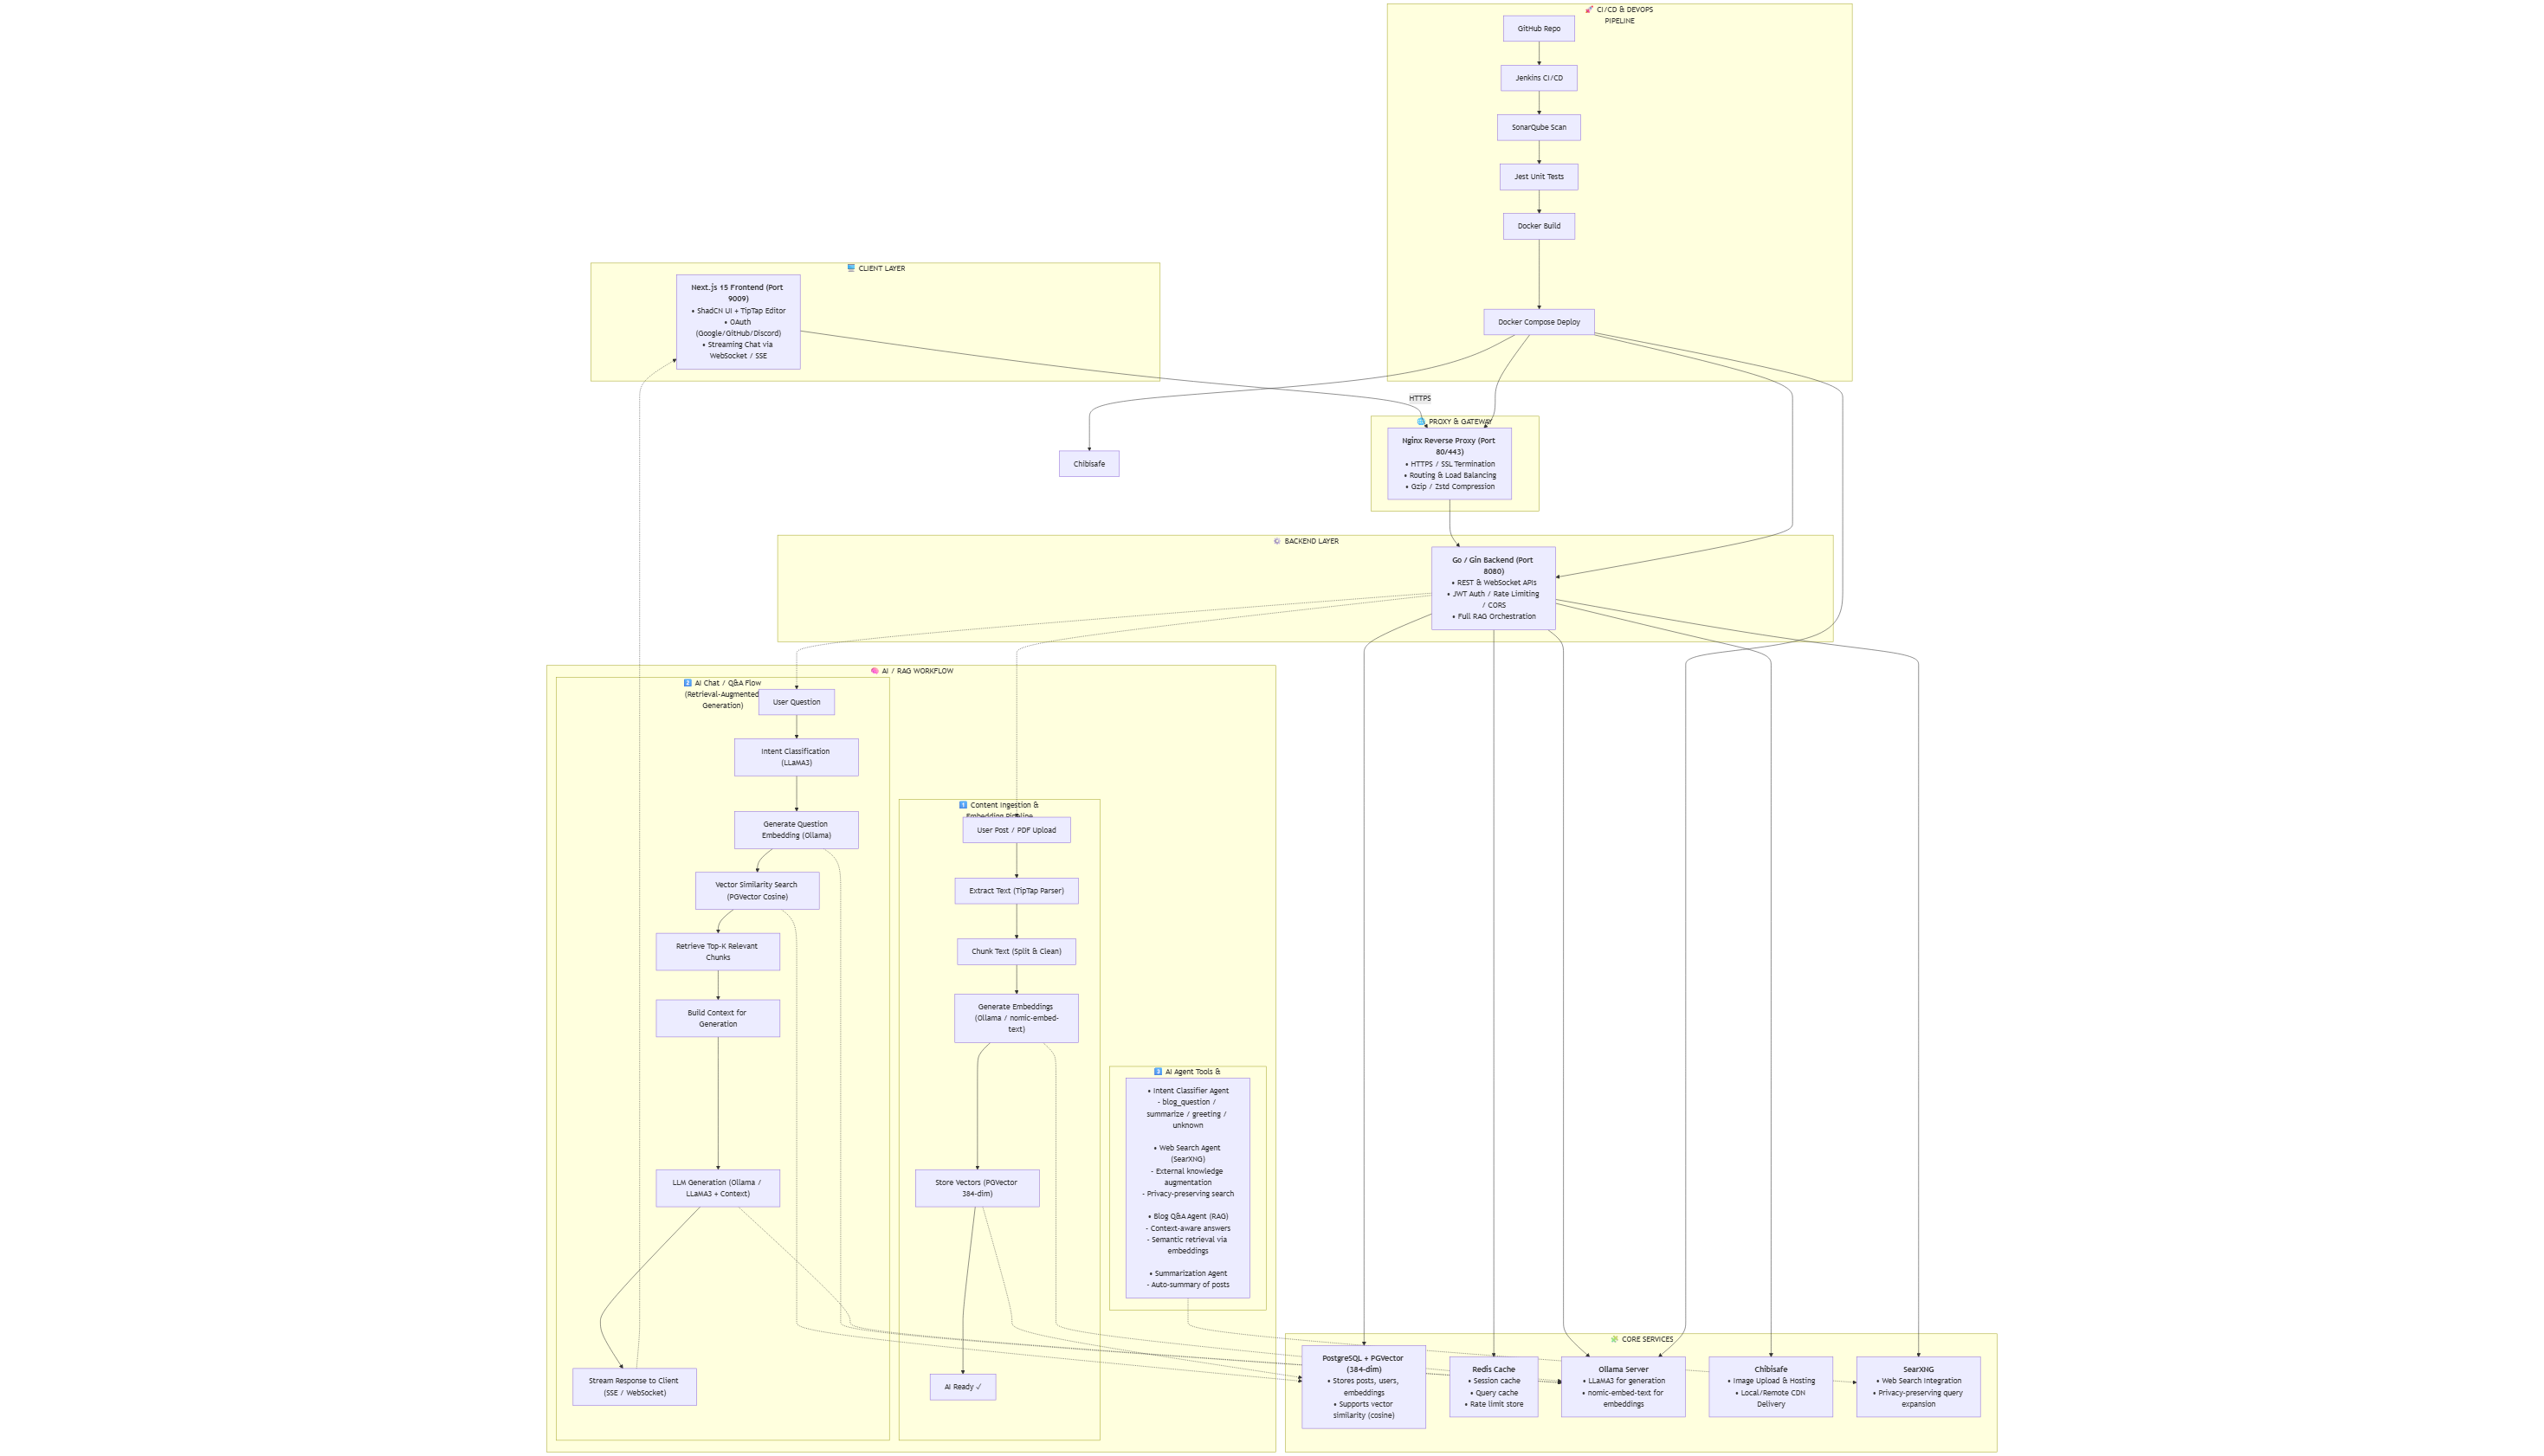 🚀 CI/CD & DEVOPS
PIPELINE
GitHub Repo
Jenkins CI/CD
SonarQube Scan
Jest Unit Tests
Docker Build
Docker Compose Deploy
🖥️ CLIENT LAYER
Next.js 15 Frontend (Port
9009)
• ShadCN UI + TipTap Editor
• OAuth
(Google/GitHub/Discord)
• Streaming Chat via
WebSocket / SSE
HTTPS
🌐 PROXY & GATEWAY
Nginx Reverse Proxy (Port
80/443)
• HTTPS / SSL Termination
• Routing & Load Balancing
• Gzip / Zstd Compression
Chibisafe
⚙️ BACKEND LAYER
Go / Gin Backend (Port
8080)
• REST & WebSocket APIs
• JWT Auth / Rate Limiting
/ CORS
• Full RAG Orchestration
🧠 AI / RAG WORKFLOW
2️⃣ AI Chat / Q&A Flow
(Retrieval-Augmented
Generation)
User Question
Intent Classification
(LLaMA3)
Generate Question
Embedding (Ollama)
Vector Similarity Search
(PGVector Cosine)
Retrieve Top-K Relevant
Chunks
Build Context for
Generation
LLM Generation (Ollama /
LLaMA3 + Context)
Stream Response to Client
(SSE / WebSocket)
1️⃣ Content Ingestion &
Embedding Pipeline
User Post / PDF Upload
Extract Text (TipTap Parser)
Chunk Text (Split & Clean)
Generate Embeddings
(Ollama / nomic-embed-
text)
Store Vectors (PGVector
384-dim)
AI Ready ✓
3️⃣ AI Agent Tools &
• Intent Classifier Agent
- blog_question /
summarize / greeting /
unknown
• Web Search Agent
(SearXNG)
- External knowledge
augmentation
- Privacy-preserving search
• Blog Q&A Agent (RAG)
- Context-aware answers
- Semantic retrieval via
embeddings
• Summarization Agent
- Auto-summary of posts
🧩 CORE SERVICES
PostgreSQL + PGVector
(384-dim)
• Stores posts, users,
embeddings
• Supports vector
similarity (cosine)
Redis Cache
• Session cache
• Query cache
• Rate limit store
Ollama Server
• LLaMA3 for generation
• nomic-embed-text for
embeddings
Chibisafe
• Image Upload & Hosting
• Local/Remote CDN
Delivery
SearXNG
• Web Search Integration
• Privacy-preserving query
expansion